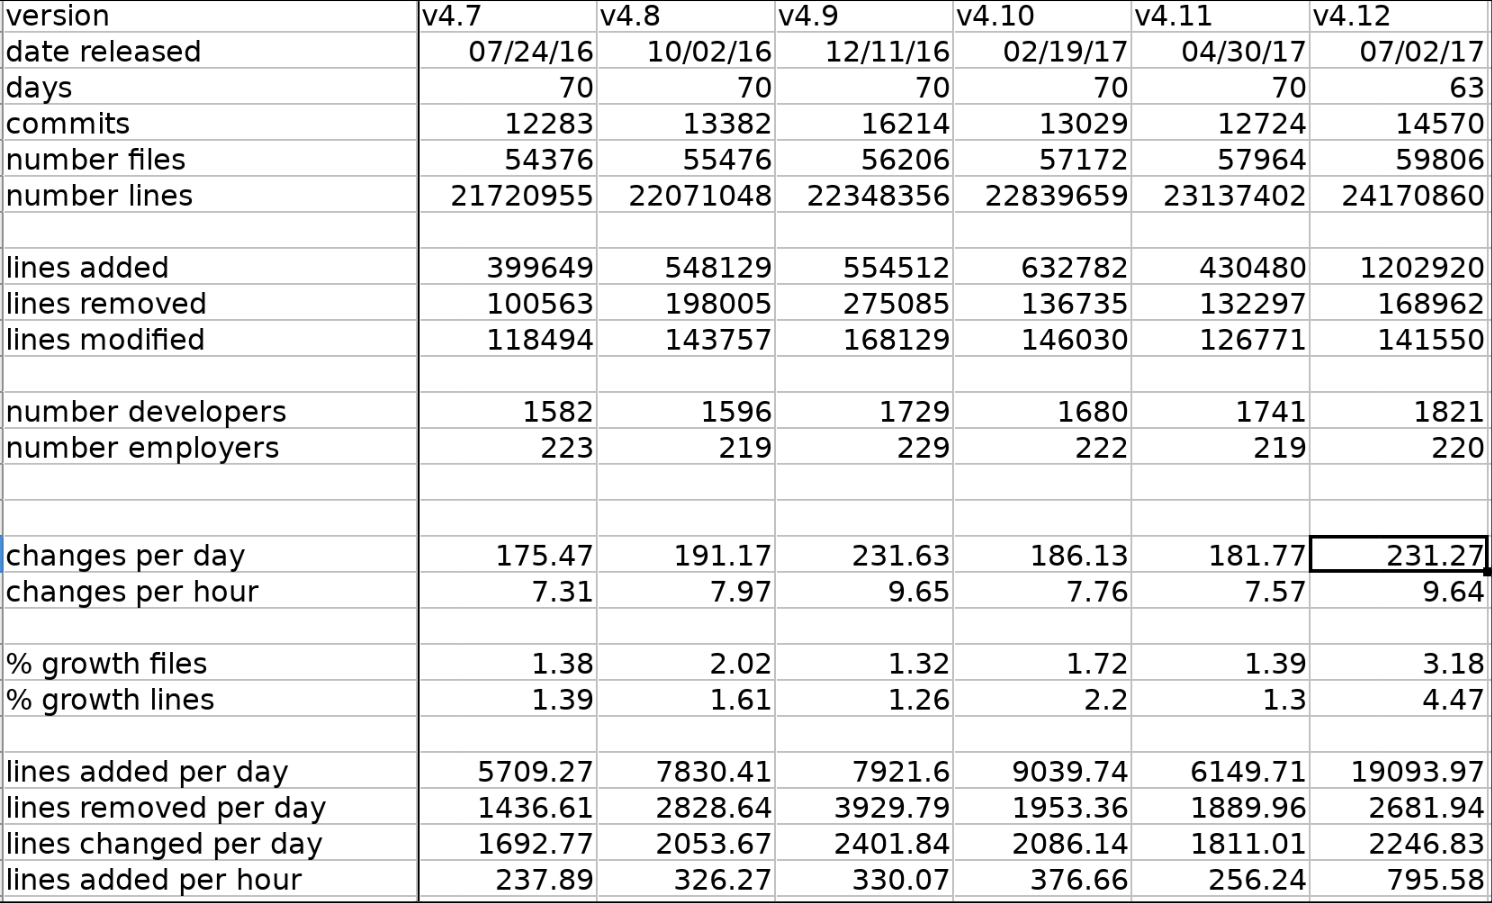 version v4.7 v4.8 v4.9 v4.10 v4.11 v4.12
date released 07/24/16 10/02/16 12/11/16 02/19/17 04/30/17 07/02/17
days 70 70 70 70 70 63
commits 12283 13382 16214 13029 12724 14570
number files 54376 55476 56206 57172 57964 59806
number lines 21720955 22071048 22348356 22839659 23137402 24170860
lines added 399649 548129 554512 632782 430480 1202920
lines removed 100563 198005 275085 136735 132297 168962
lines modified 118494 143757 168129 146030 126771 141550
number developers 1582 1596 1729 1680 1741 1821
number employers 223 219 229 222 219 220
changes per day 175.47 191.17 231.63 186.13 181.77 231.27
changes per hour 7.31 7.97 9.65 7.76 7.57 9.64
% growth files 1.38 2.02 1.32 1.72 1.39 3.18
% growth lines 1.39 1.61 1.26 2.2 1.3 4.47
lines added per day 5709.27 7830.41 7921.6 9039.74 6149.71 19093.97
lines removed per day 1436.61 2828.64 3929.79 1953.36 1889.96 2681.94
lines changed per day 1692.77 2053.67 2401.84 2086.14 1811.01 2246.83
lines added per hour 237.89 326.27 330.07 376.66 256.24 795.58